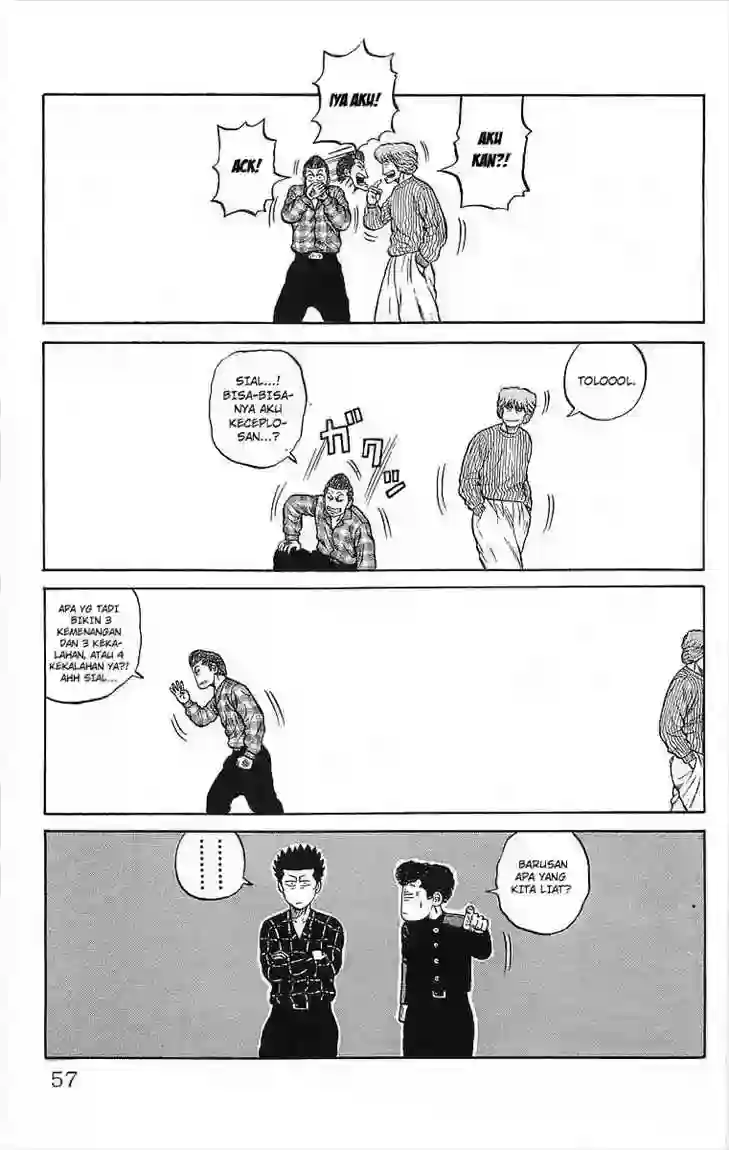 AKU
KAN?!
IYA AKU!
ACK!
TOLOOOL.
SIAL...!
BISA-BISA-
NYA AKU
KECEPLO-
SAN...?
ガクッ
APA YG TADI
BIKIN 3
KEMENANGAN
DAN 3 KEKA-
LAHAN, ATAU 4
KEKALAHAN YA?!
AHH SIAL...
BARUSAN
APA YANG
KITA LIAT?
.......
.......
57